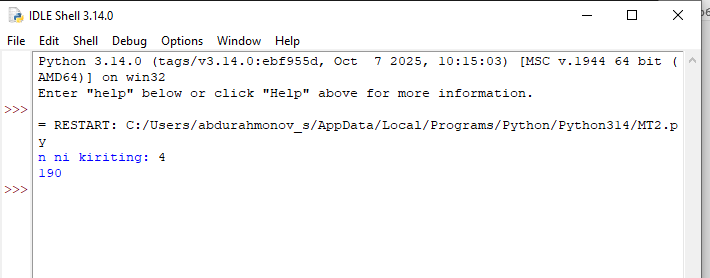 IDLE Shell 3.14.0
File Edit Shell Debug Options Window Help
Python 3.14.0 (tags/v3.14.0:ebf955d, Oct  7 2025, 10:15:03) [MSC v.1944 64 bit (
AMD64)] on win32
Enter "help" below or click "Help" above for more information.
>>>
= RESTART: C:/Users/abdurahmonov_s/AppData/Local/Programs/Python/Python314/MT2.p
y
n ni kiriting: 4
190
>>>